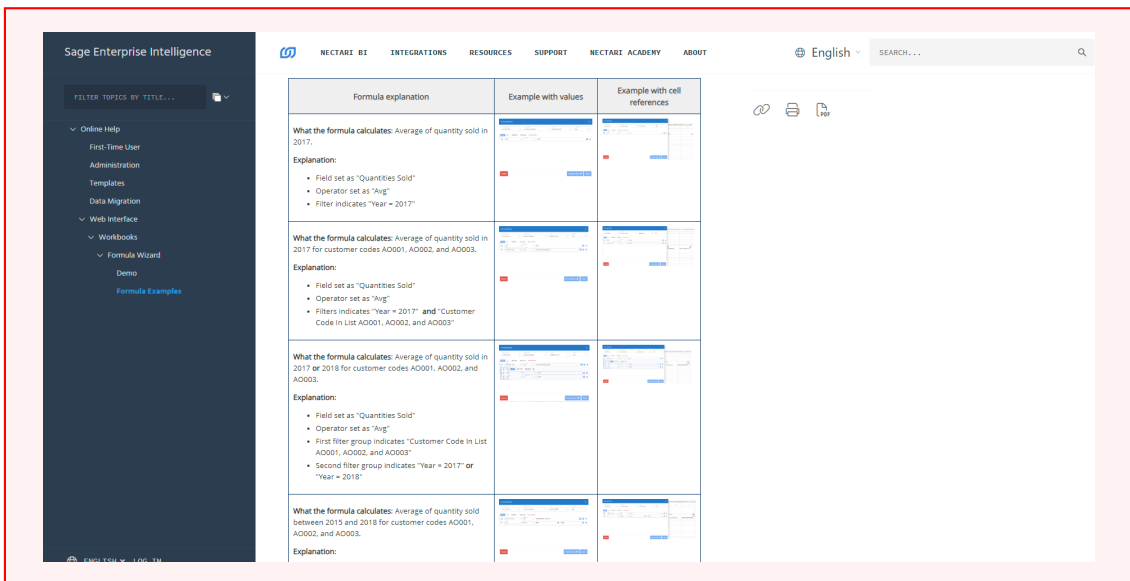 Sage Enterprise Intelligence
NECTARI BI
INTEGRATIONS
RESOURCES
SUPPORT
NECTARI ACADEMY
ABOUT
English
SEARCH...
FILTER TOPICS BY TITLE...
Online Help
First-Time User
Administration
Templates
Data Migration
Web Interface
Workbooks
Formula Wizard
Demo
Formula Examples
ENGLISH
LOG IN
Formula explanation
Example with values
Example with cell
references
What the formula calculates: Average of quantity sold in
2017.
Explanation:
• Field set as "Quantities Sold"
• Operator set as "Avg"
• Filter indicates "Year = 2017"
What the formula calculates: Average of quantity sold in
2017 for customer codes AO001, AO002, and AO003.
Explanation:
• Field set as "Quantities Sold"
• Operator set as "Avg"
• Filters indicates "Year = 2017" and "Customer
Code In List AO001, AO002, and AO003"
What the formula calculates: Average of quantity sold in
2017 or 2018 for customer codes AO001, AO002, and
AO003.
Explanation:
• Field set as "Quantities Sold"
• Operator set as "Avg"
• First filter group indicates "Customer Code In List
AO001, AO002, and AO003"
• Second filter group indicates "Year = 2017" or
"Year = 2018"
What the formula calculates: Average of quantity sold
between 2015 and 2018 for customer codes AO001,
AO002, and AO003.
Explanation:
PDF